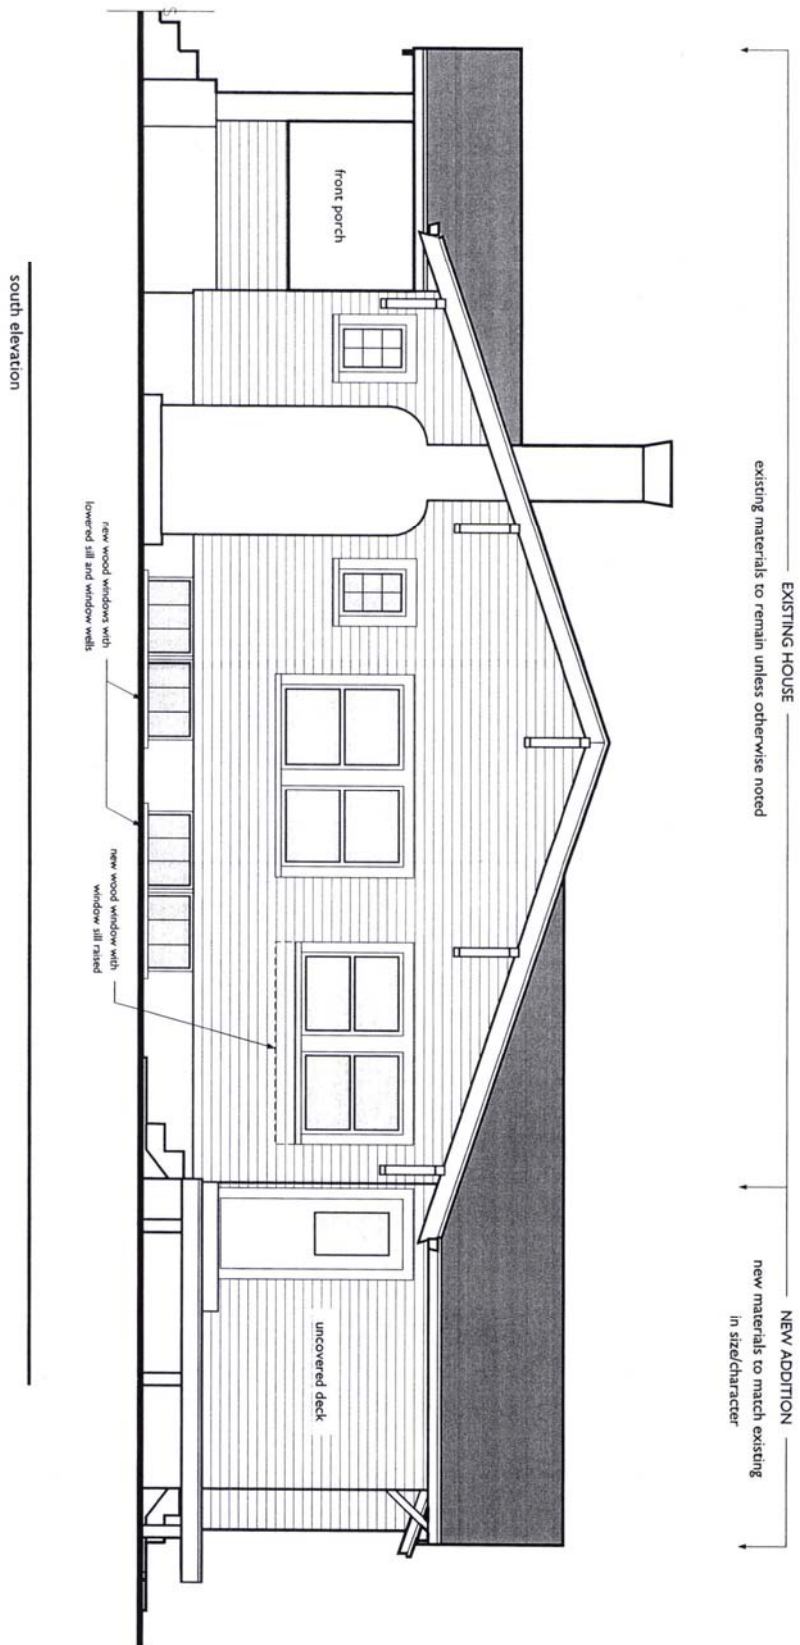 EXISTING HOUSE
existing materials to remain unless otherwise noted
NEW ADDITION
new materials to match existing
in size/character
front porch
uncovered deck
new wood windows with
lowered sill and window wells
new wood window with
window sill raised
south elevation